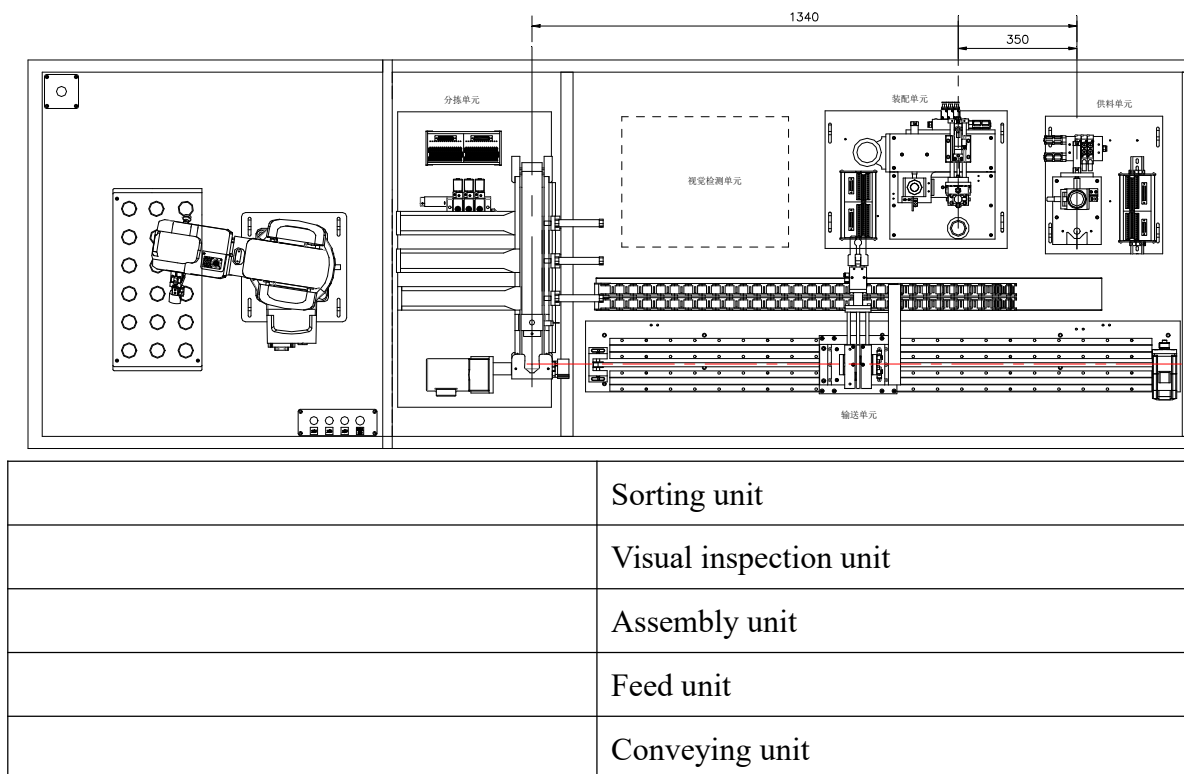 1340
350
分拣单元
装配单元
供料单元
视觉检测单元
输送单元
Sorting unit
Visual inspection unit
Assembly unit
Feed unit
Conveying unit